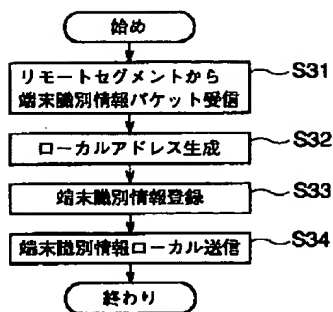 始め
リモートセグメントから
端末識別情報パケット受信
S31
ローカルアドレス生成
S32
端末識別情報登録
S33
端末識別情報ローカル送信
S34
終わり